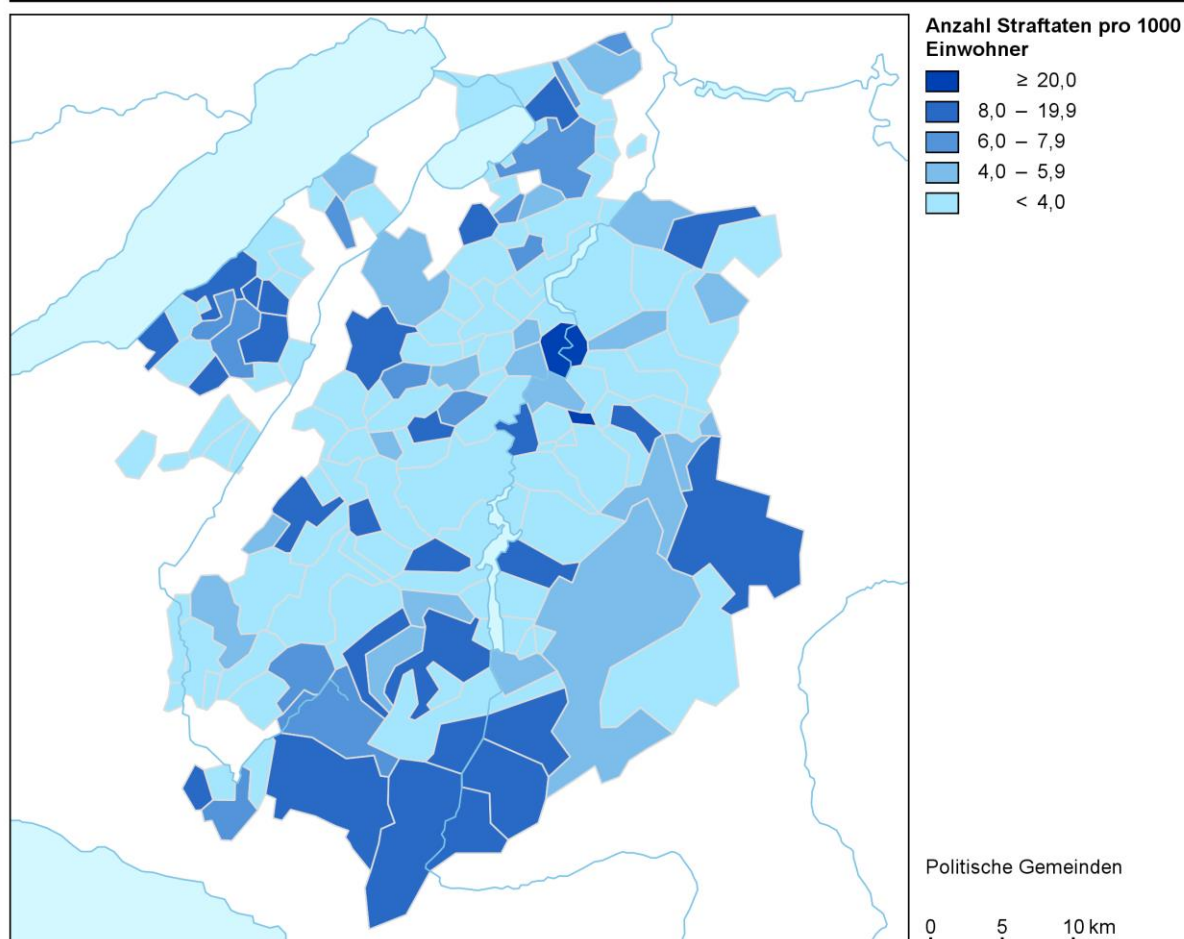 Anzahl Straftaten pro 1000
Einwohner
≥ 20,0
8,0 – 19,9
6,0 – 7,9
4,0 – 5,9
< 4,0
Politische Gemeinden
0 5 10 km